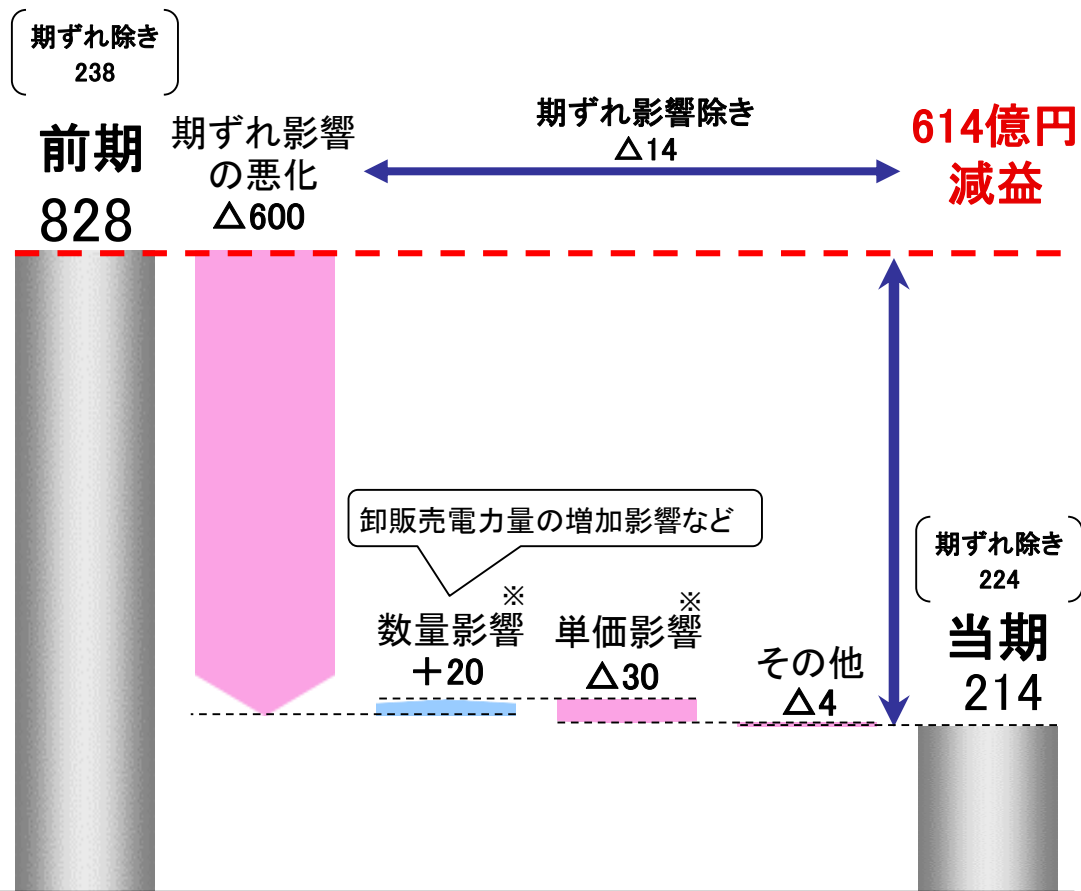 期ずれ除き
238
前期
828
期ずれ影響
の悪化
△600
期ずれ影響除き
△14
614億円
減益
卸販売電力量の増加影響など
※
数量影響
＋20
※
単価影響
△30
その他
△4
期ずれ除き
224
当期
214